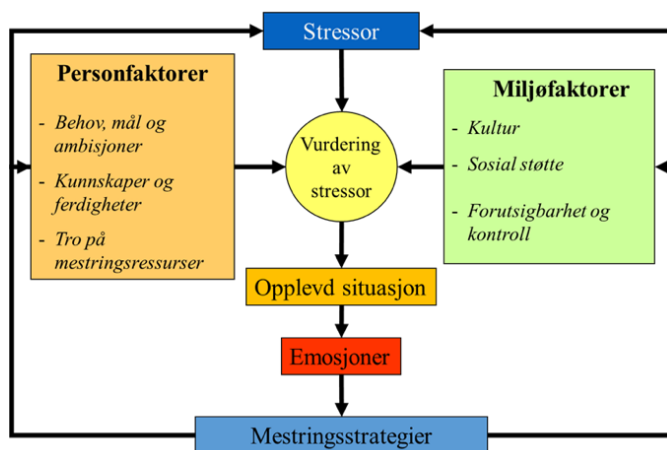 Stressor
Personfaktorer
- Behov, mål og
ambisjoner
- Kunnskaper og
ferdigheter
- Tro på
mestringsressurser
Vurdering
av
stressor
Miljøfaktorer
- Kultur
- Sosial støtte
- Forutsigbarhet og
kontroll
Opplevd situasjon
Emosjoner
Mestringsstrategier